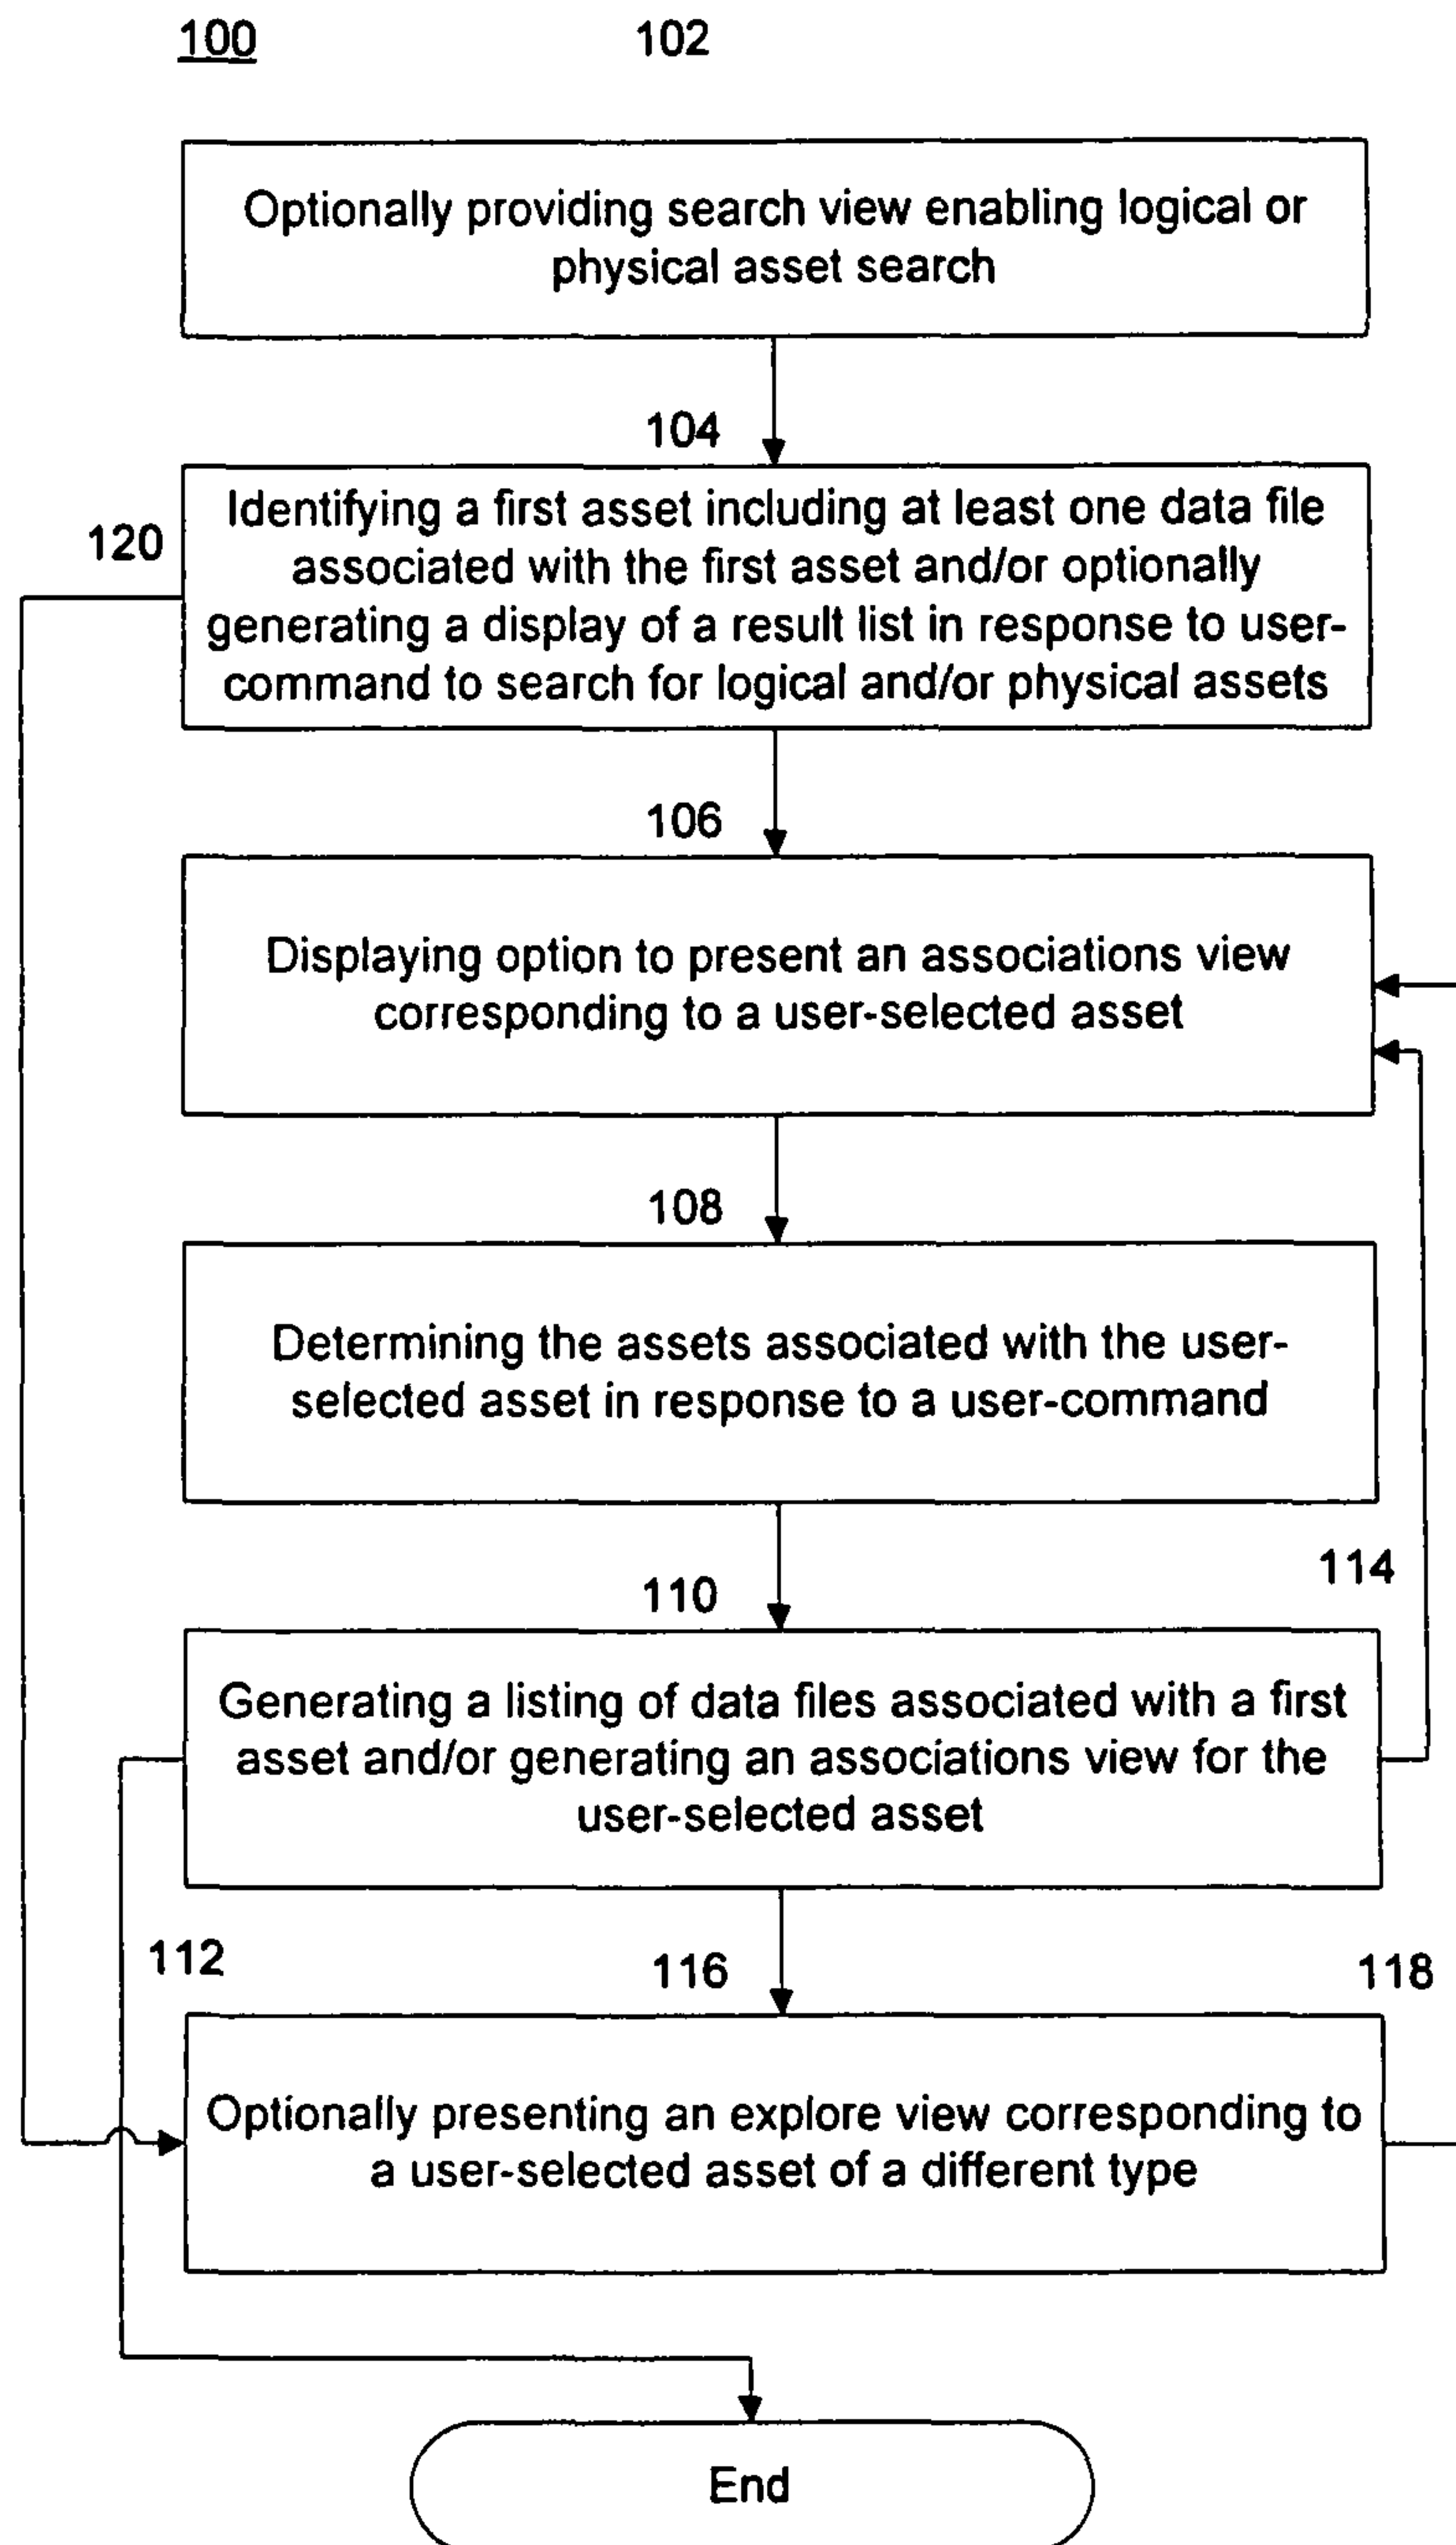 100
102
Optionally providing search view enabling logical or
physical asset search
104
120
Identifying a first asset including at least one data file
associated with the first asset and/or optionally
generating a display of a result list in response to user-
command to search for logical and/or physical assets
106
Displaying option to present an associations view
corresponding to a user-selected asset
108
Determining the assets associated with the user-
selected asset in response to a user-command
114
110
Generating a listing of data files associated with a first
asset and/or generating an associations view for the
user-selected asset
112
116
118
Optionally presenting an explore view corresponding to
a user-selected asset of a different type
End